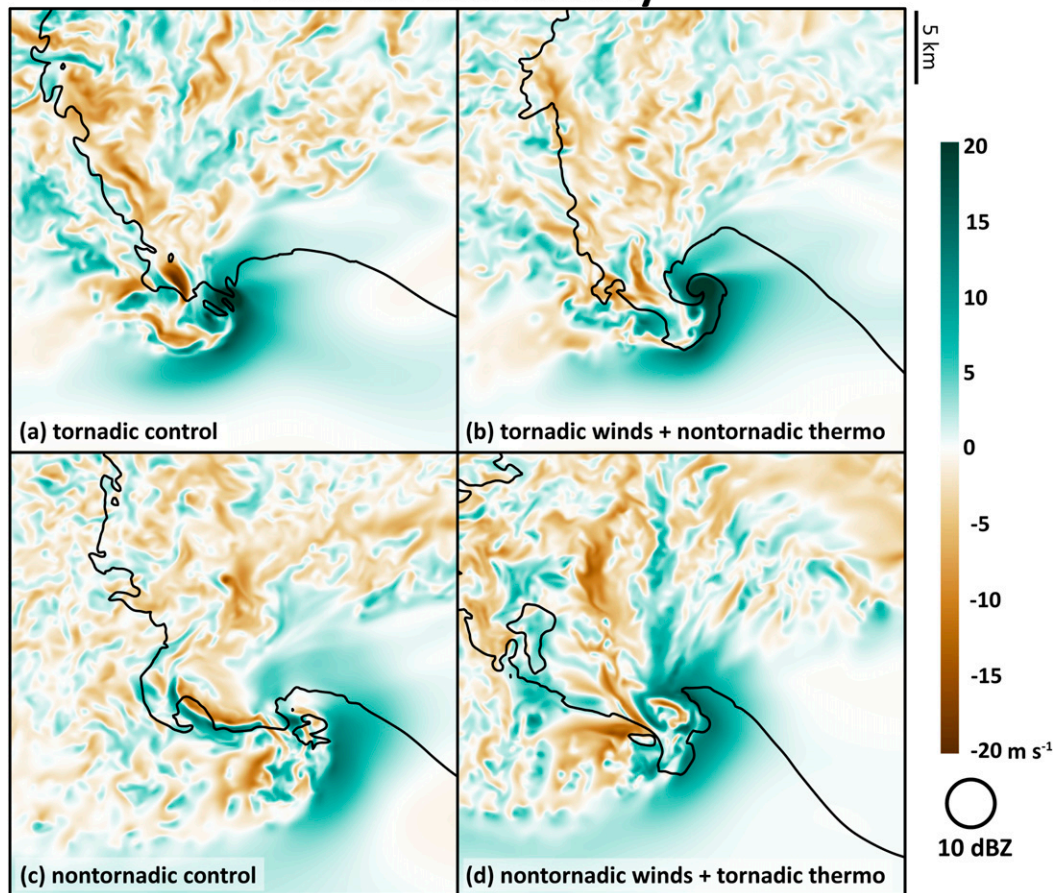 5 km
(a) tornadic control
(b) tornadic winds + nontornadic thermo
(c) nontornadic control
(d) nontornadic winds + tornadic thermo
20
15
10
5
0
-5
-10
-15
-20 m s⁻¹
10 dBZ